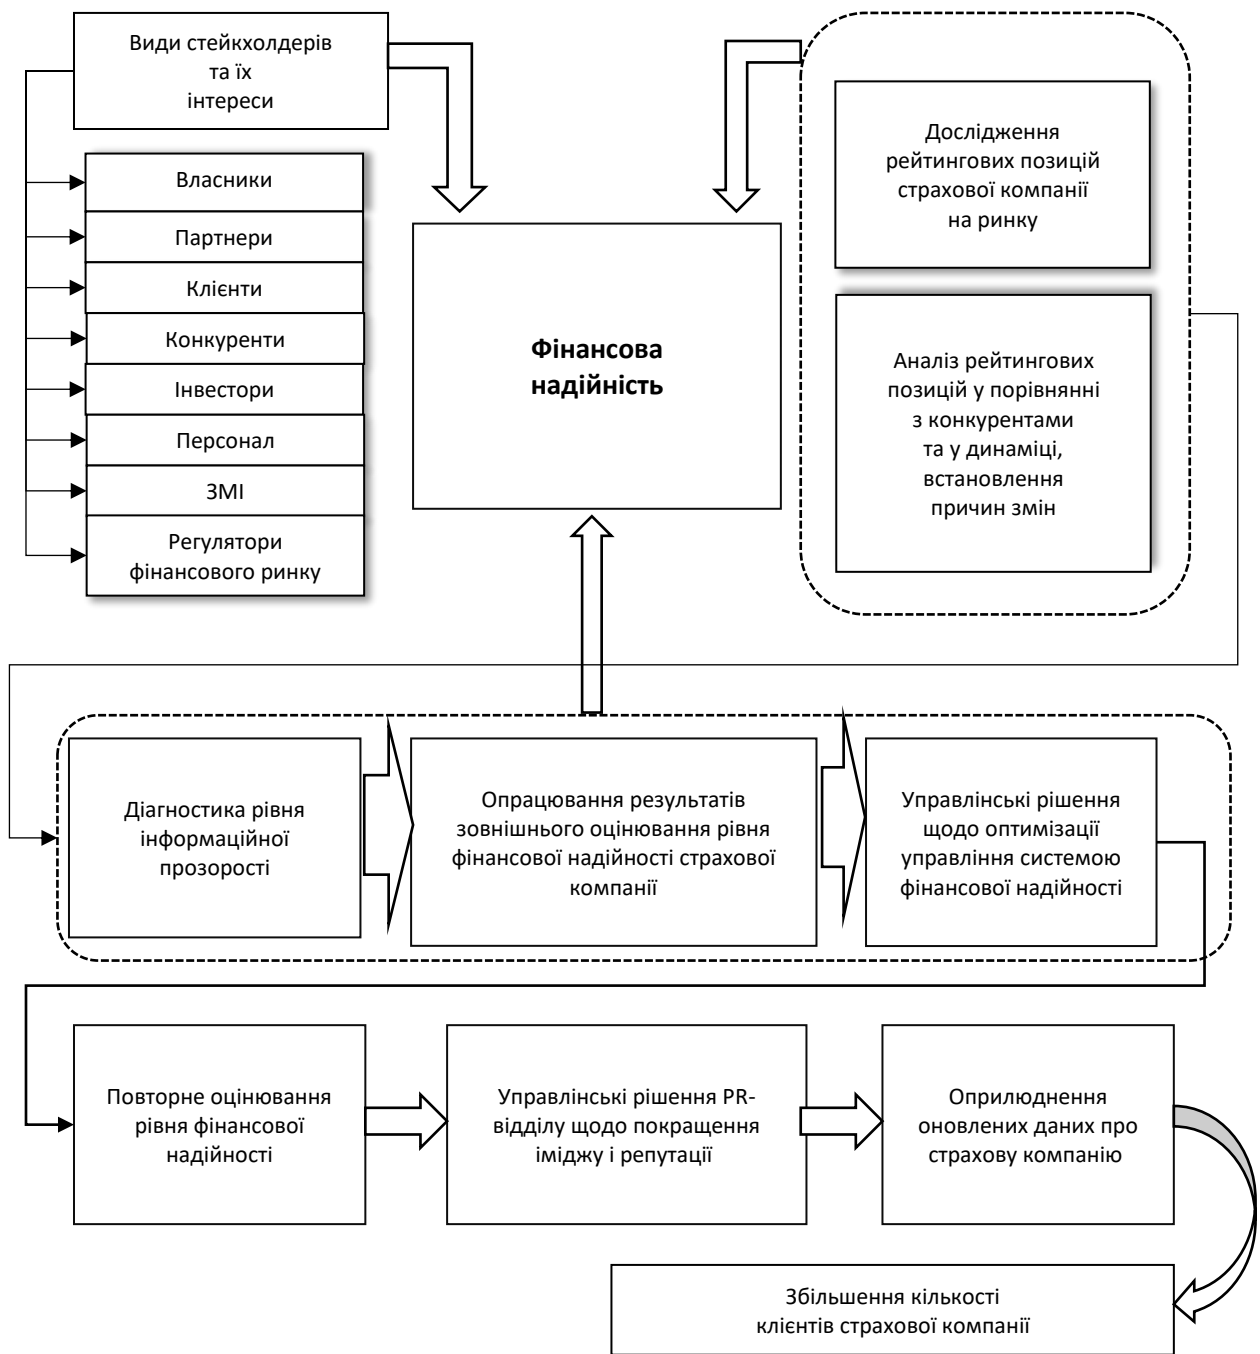 Види стейкхолдерів
та їх
інтереси
Власники
Партнери
Клієнти
Конкуренти
Інвестори
Персонал
ЗМІ
Регулятори
фінансового ринку
Фінансова
надійність
Дослідження
рейтингових позицій
страхової компанії
на ринку
Аналіз рейтингових
позицій у порівнянні
з конкурентами
та у динаміці,
встановлення
причин змін
Діагностика рівня
інформаційної
прозорості
Опрацювання результатів
зовнішнього оцінювання рівня
фінансової надійності страхової
компанії
Управлінські рішення
щодо оптимізації
управління системою
фінансової надійності
Повторне оцінювання
рівня фінансової
надійності
Управлінські рішення PR-
відділу щодо покращення
іміджу і репутації
Оприлюднення
оновлених даних про
страхову компанію
Збільшення кількості
клієнтів страхової компанії